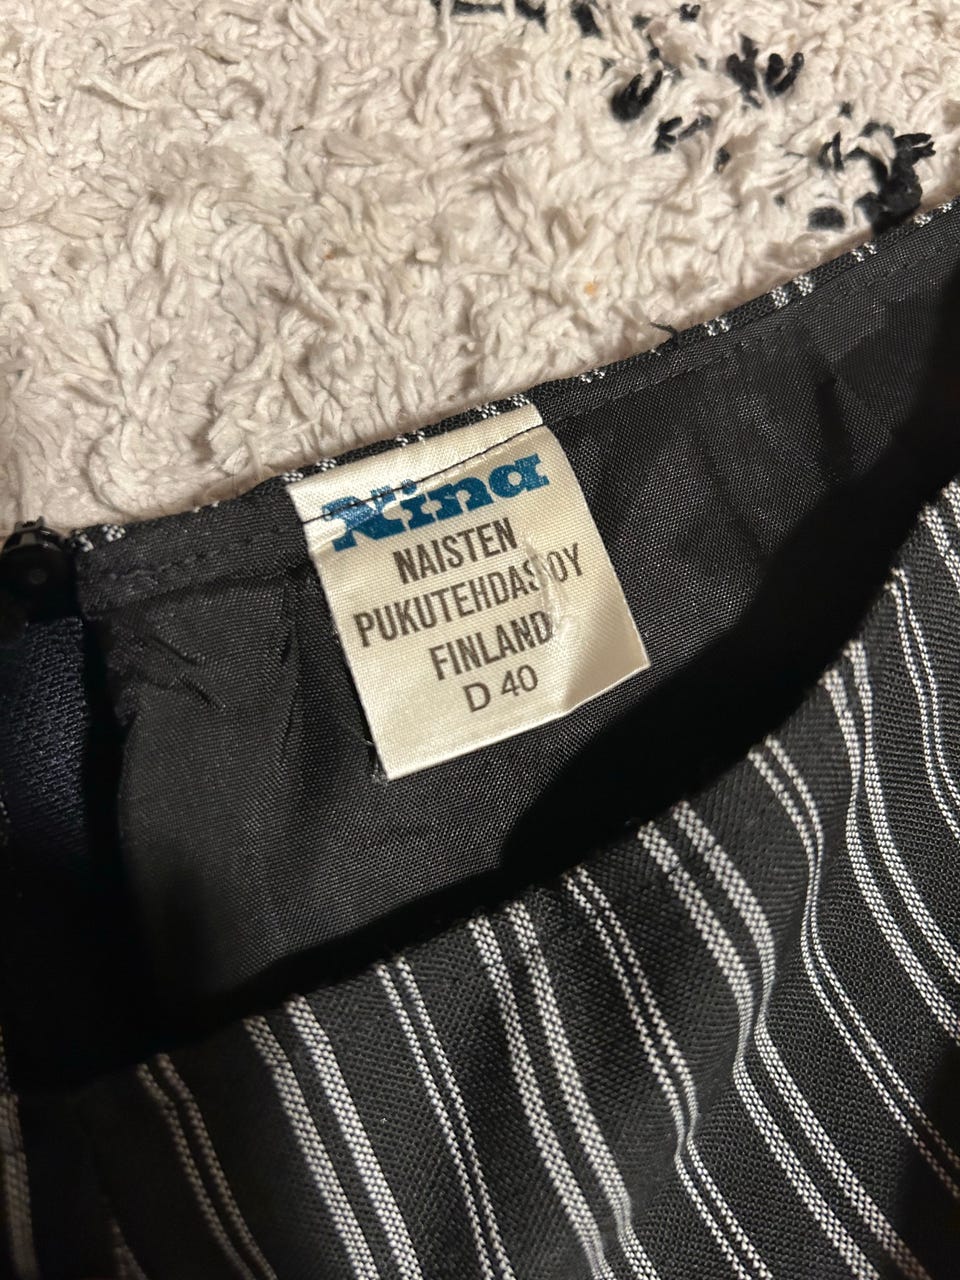 Nina
NAISTEN
PUKUTEHDAS OY
FINLAND
D 40